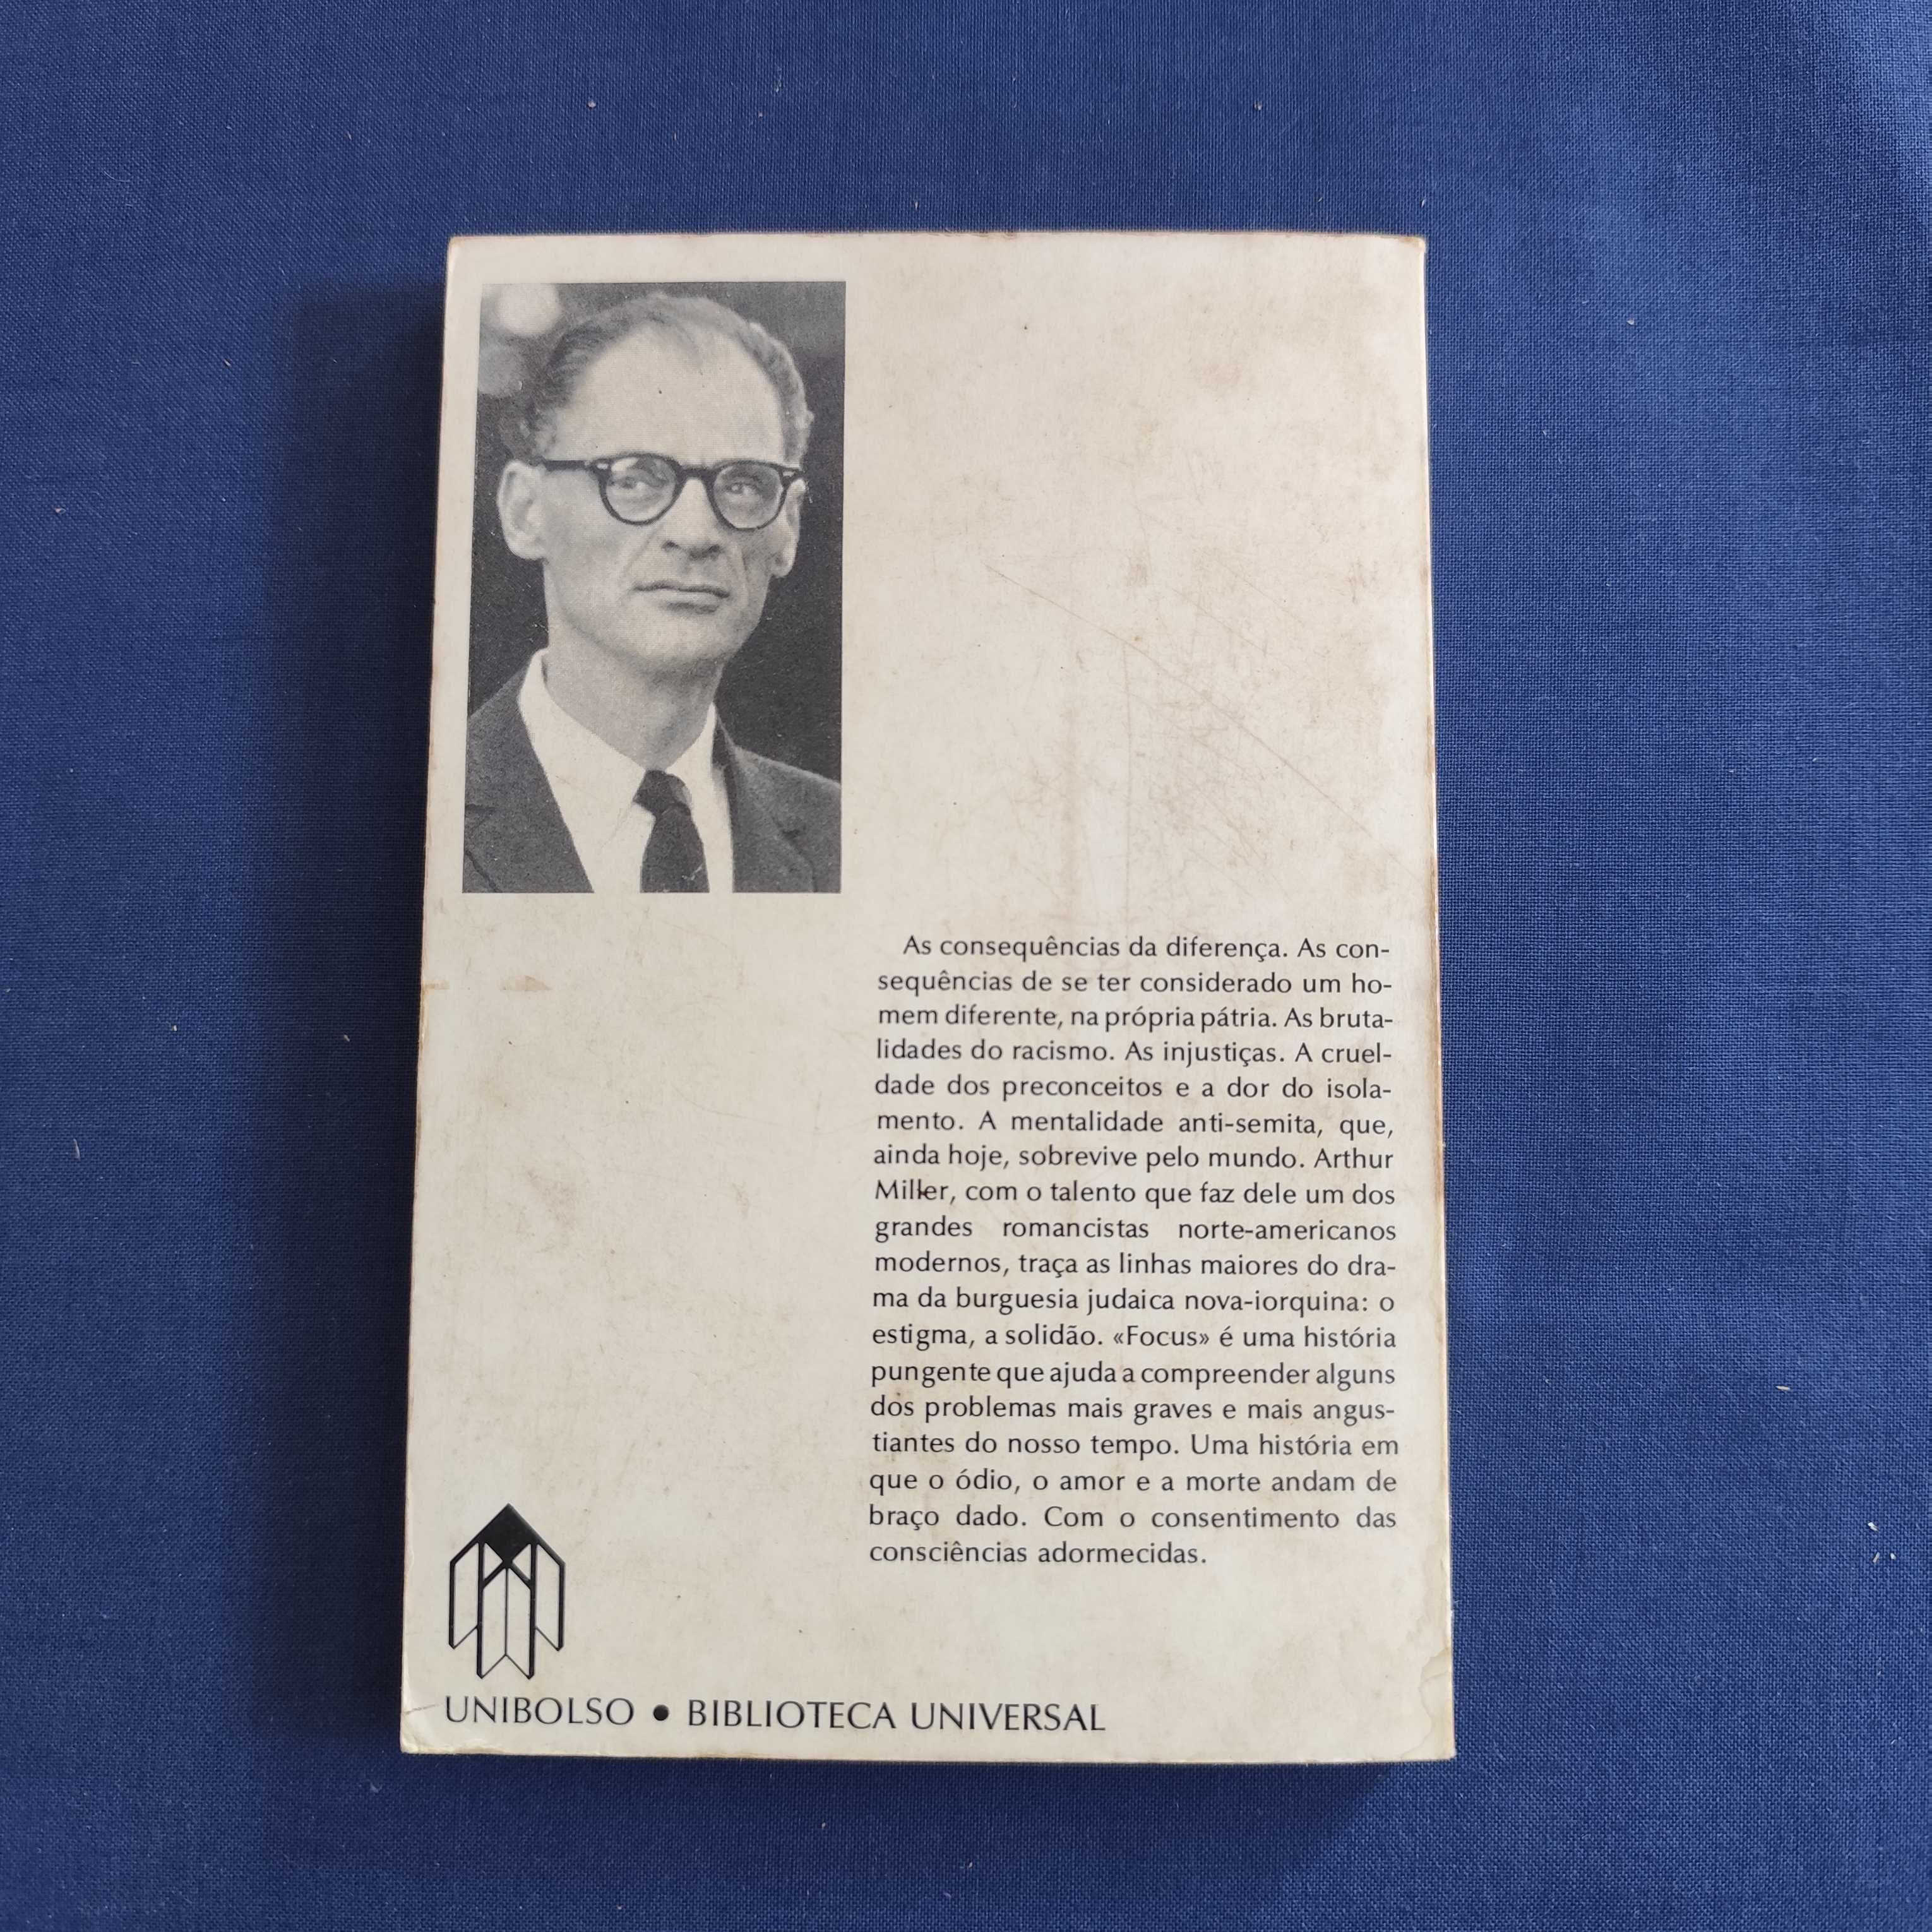 As consequências da diferença. As con-
sequências de se ter considerado um ho-
mem diferente, na própria pátria. As bruta-
lidades do racismo. As injustiças. A cruel-
dade dos preconceitos e a dor do isola-
mento. A mentalidade anti-semita, que,
ainda hoje, sobrevive pelo mundo. Arthur
Miller, com o talento que faz dele um dos
grandes romancistas norte-americanos
modernos, traça as linhas maiores do dra-
ma da burguesia judaica nova-iorquina: o
estigma, a solidão. «Focus» é uma história
pungente que ajuda a compreender alguns
dos problemas mais graves e mais angus-
tiantes do nosso tempo. Uma história em
que o ódio, o amor e a morte andam de
braço dado. Com o consentimento das
consciências adormecidas.
UNIBOLSO • BIBLIOTECA UNIVERSAL